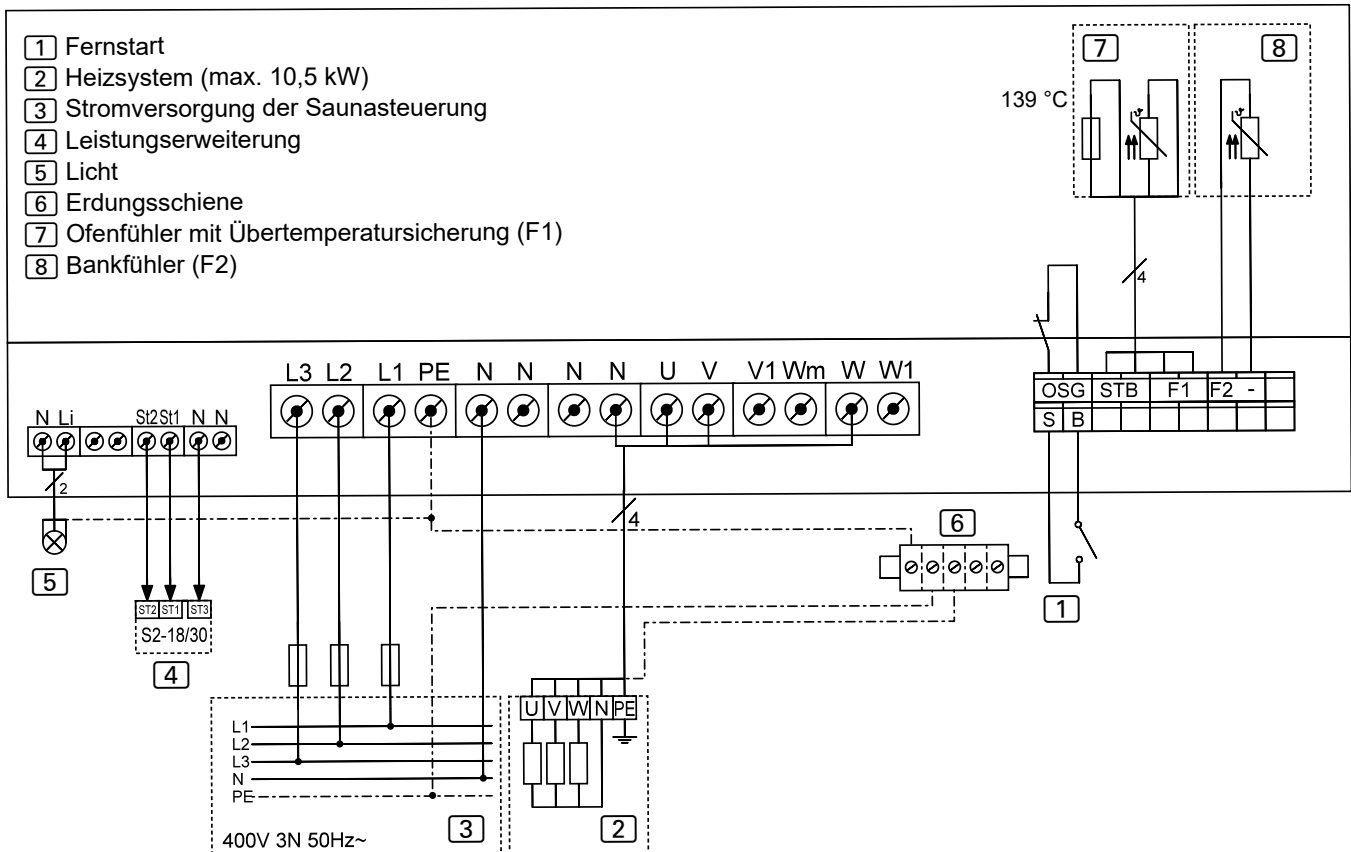 1 Fernstart
2 Heizsystem (max. 10,5 kW)
3 Stromversorgung der Saunasteuerung
4 Leistungserweiterung
5 Licht
6 Erdungsschiene
7 Ofenfühler mit Übertemperatursicherung (F1)
8 Bankfühler (F2)
7
8
139 °C
ϑ
ϑ
4
L3 L2 L1 PE N N N N U V V1 Wm W W1
OSG STB F1 F2 -
S B
N Li St2 St1 N N
2
4
6
5
1
ST2 ST1 ST3
S2-18/30
4
U V W N PE
L1
L2
L3
N
PE
3
2
400V 3N 50Hz~